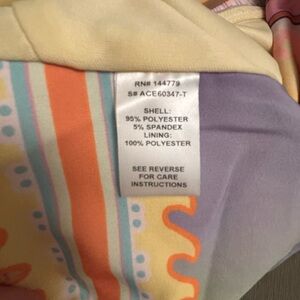 RN# 144779
S# ACE60347-T
SHELL:
95% POLYESTER
5% SPANDEX
LINING:
100% POLYESTER
SEE REVERSE
FOR CARE
INSTRUCTIONS